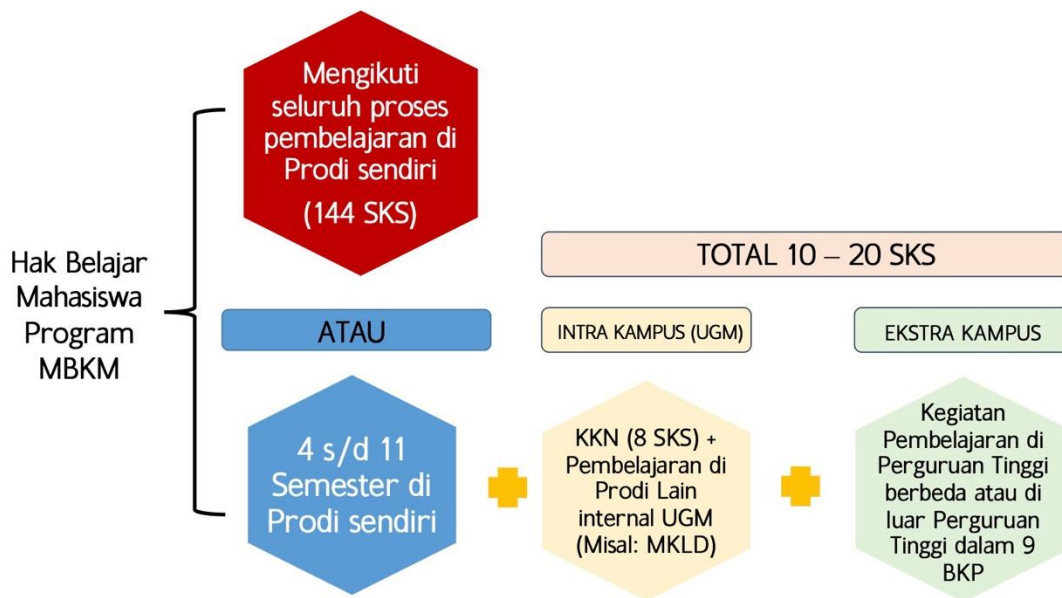 Mengikuti
seluruh proses
pembelajaran di
Prodi sendiri
(144 SKS)
Hak Belajar
Mahasiswa
Program
MBKM
TOTAL 10 – 20 SKS
ATAU
INTRA KAMPUS (UGM)
EKSTRA KAMPUS
4 s/d 11
Semester di
Prodi sendiri
KKN (8 SKS) +
Pembelajaran di
Prodi Lain
internal UGM
(Misal: MKLD)
Kegiatan
Pembelajaran di
Perguruan Tinggi
berbeda atau di
luar Perguruan
Tinggi dalam 9
BKP